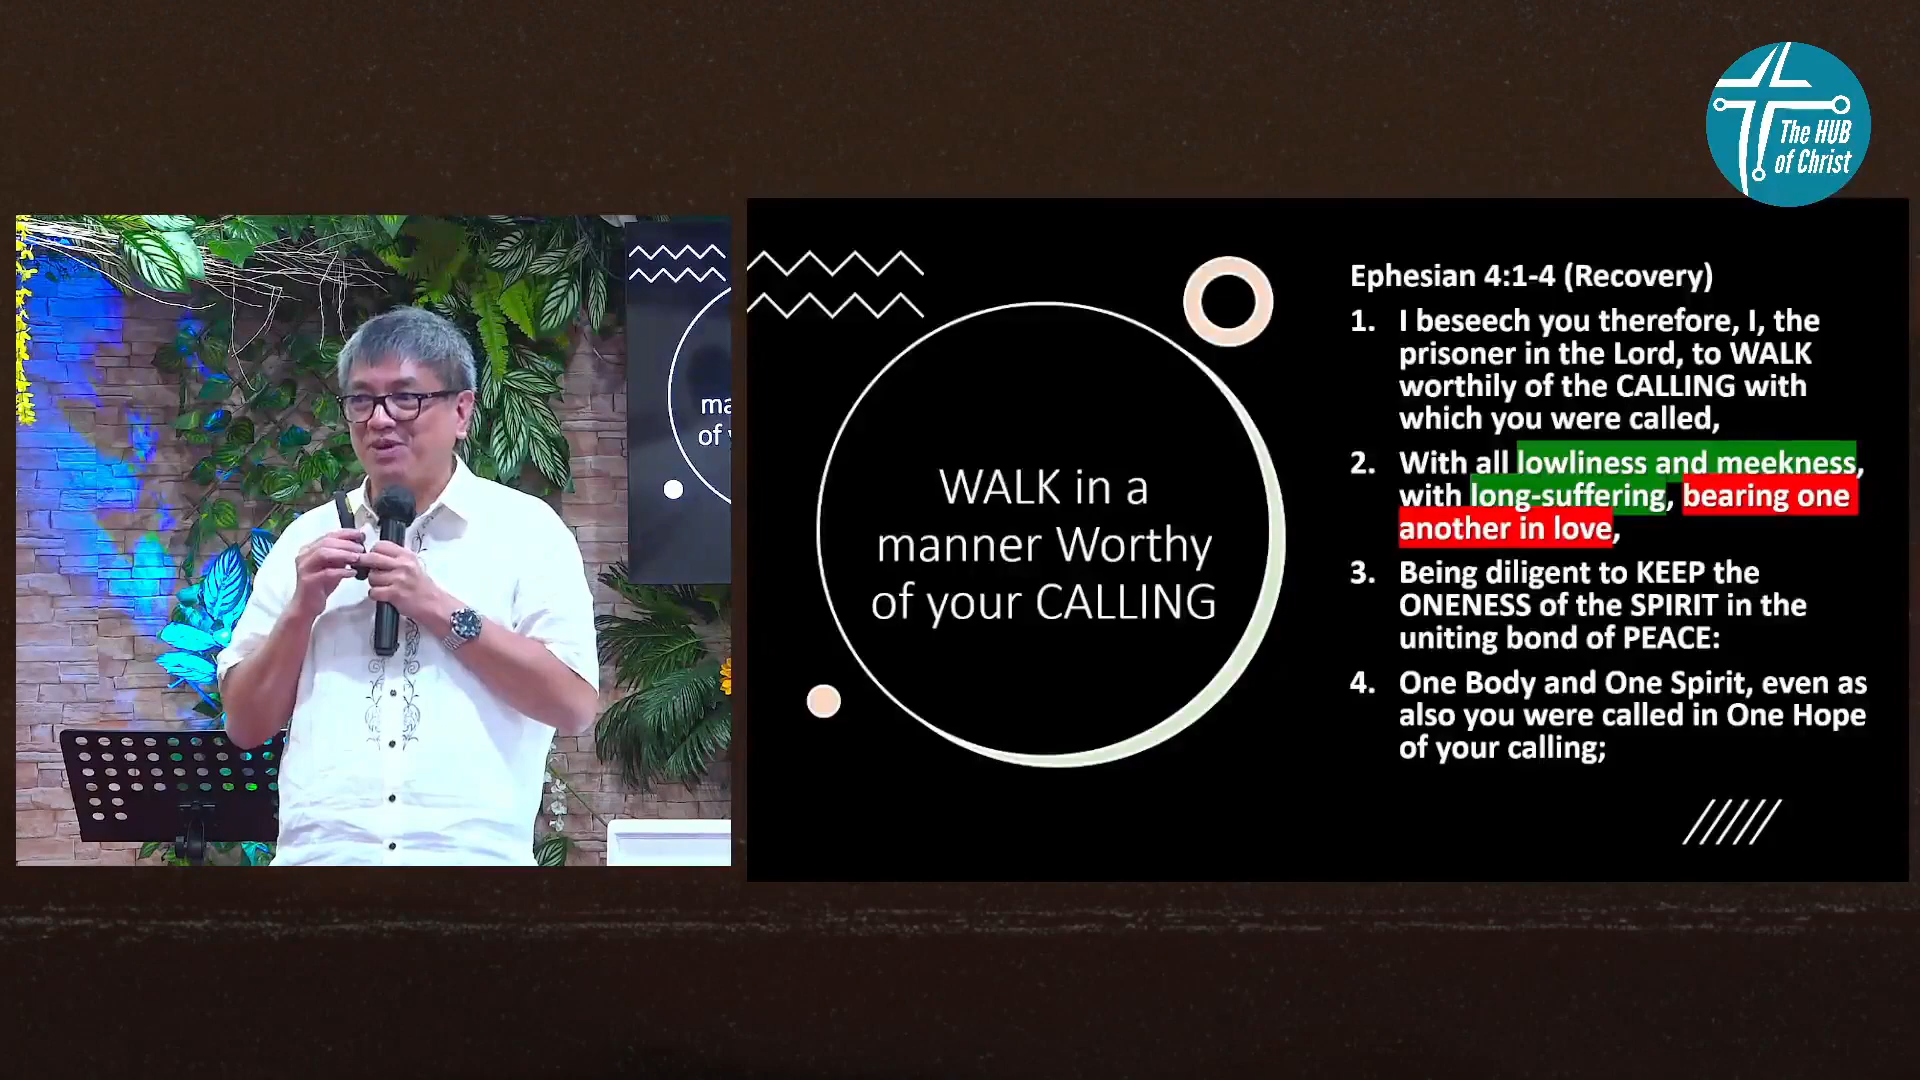 The HUB
of Christ
ma
of
WALK in a
manner Worthy
of your CALLING
Ephesian 4:1-4 (Recovery)
1. I beseech you therefore, I, the
prisoner in the Lord, to WALK
worthily of the CALLING with
which you were called,
2. With all lowliness and meekness,
with long-suffering, bearing one
another in love,
3. Being diligent to KEEP the
ONENESS of the SPIRIT in the
uniting bond of PEACE:
4. One Body and One Spirit, even as
also you were called in One Hope
of your calling;